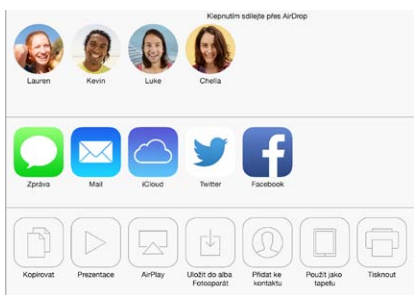 Klepnutím sdílejte přes AirDrop
Lauren Kevin Luke Chella
Zpráva Mail iCloud Twitter Facebook
Kopírovat Prezentace AirPlay Uložit do alba Přidat ke Použít jako Tisknout
Fotoaparát kontaktu tapetu